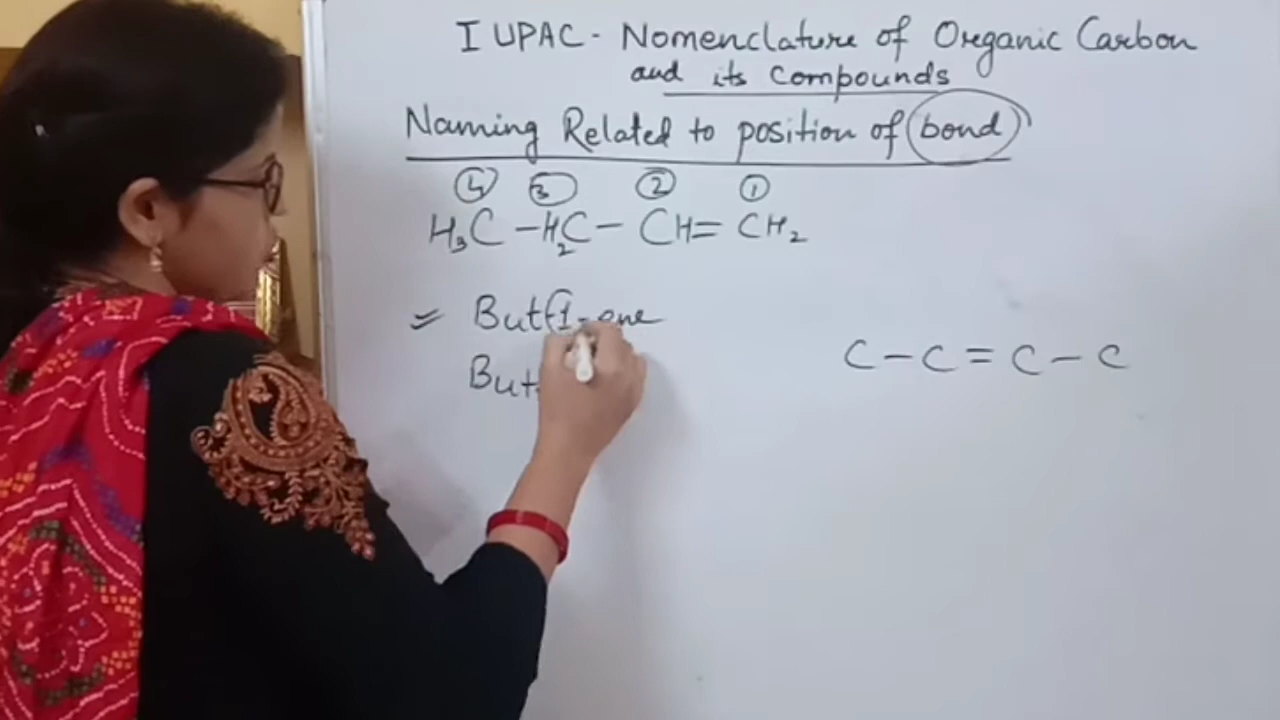 IUPAC - Nomenclature of Organic Carbon
and its Compounds
Naming Related to position of bond
④ ③ ② ①
H₃C - H₂C - CH = CH₂
= But-1-ene
But
C - C = C - C